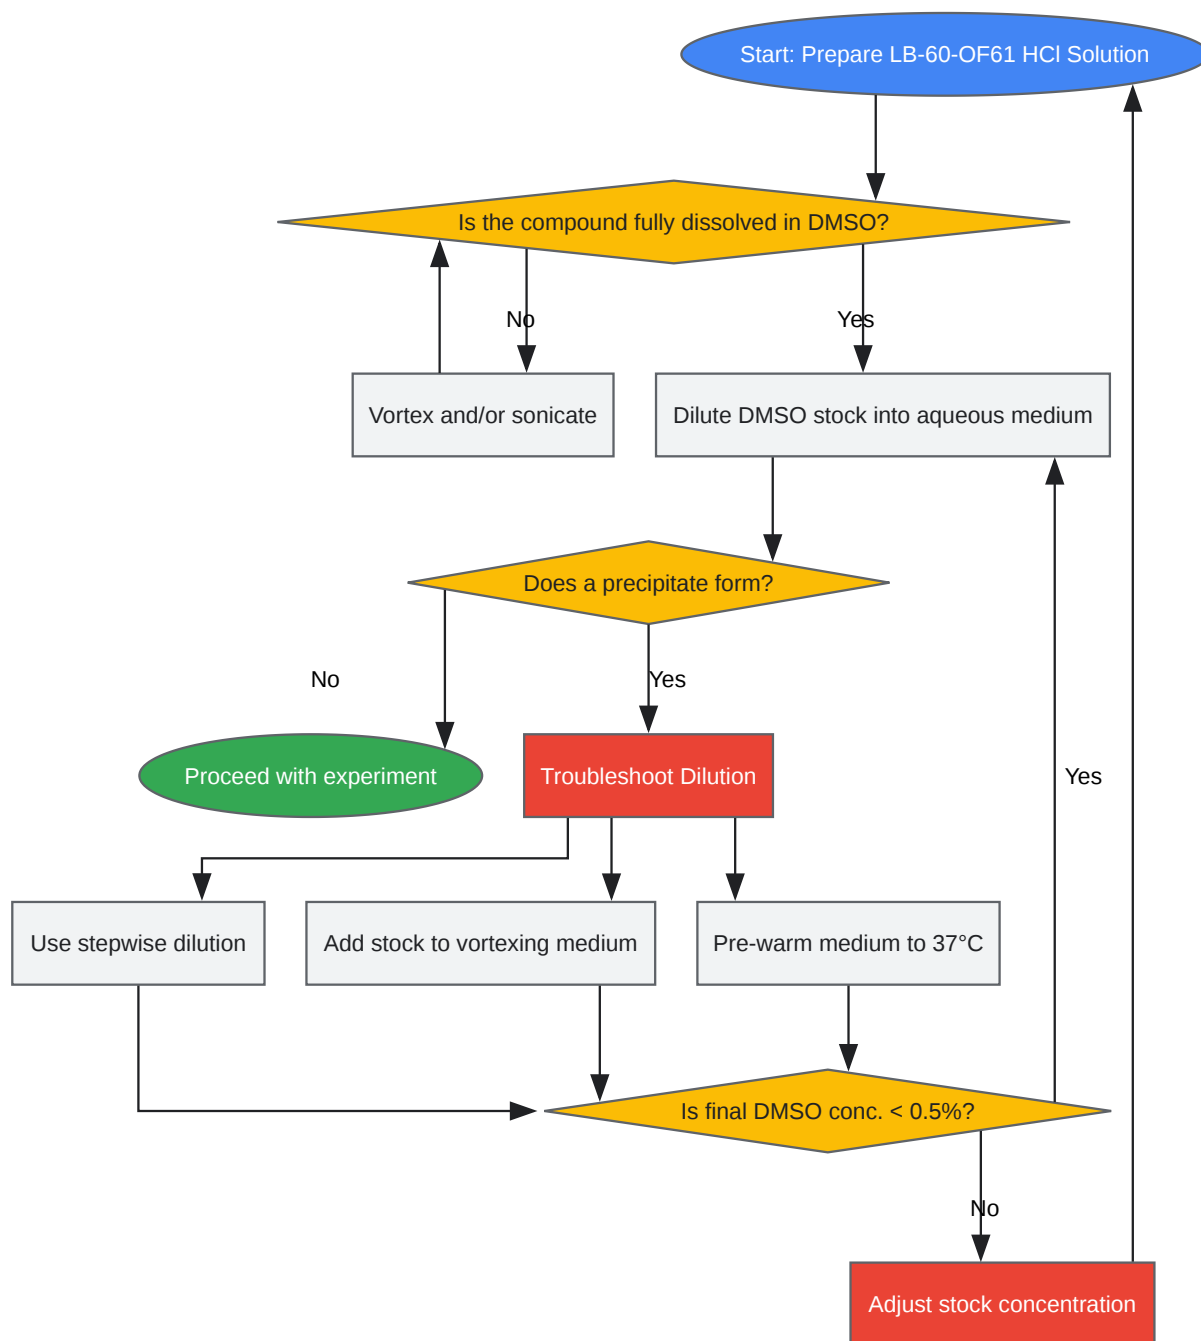 Start: Prepare LB-60-OF61 HCl Solution
Is the compound fully dissolved in DMSO?
No
Yes
Vortex and/or sonicate
Dilute DMSO stock into aqueous medium
Does a precipitate form?
No
Yes
Proceed with experiment
Troubleshoot Dilution
Yes
Use stepwise dilution
Add stock to vortexing medium
Pre-warm medium to 37°C
Is final DMSO conc. < 0.5%?
No
Adjust stock concentration